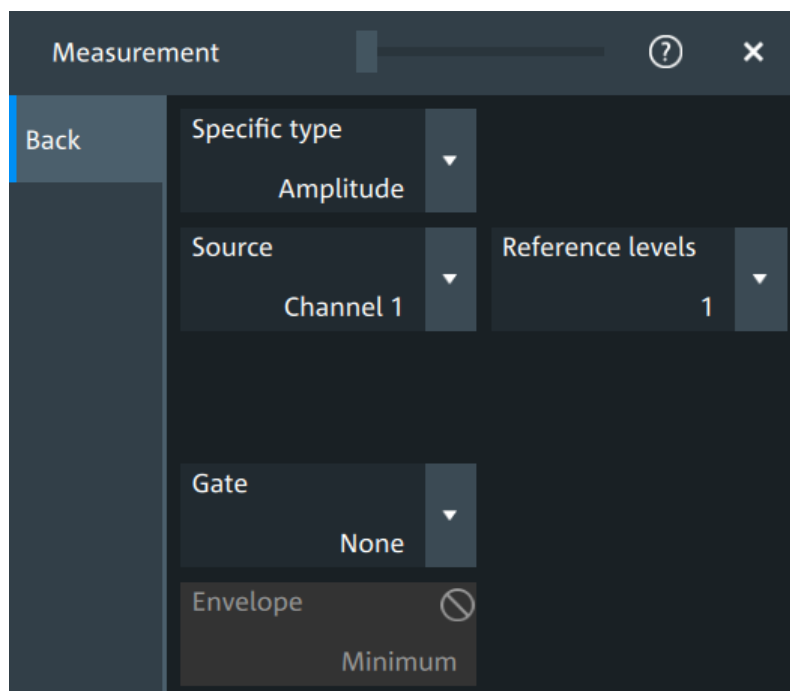 Measurement
Back
Specific type
Amplitude
Source
Channel 1
Reference levels
1
Gate
None
Envelope
Minimum